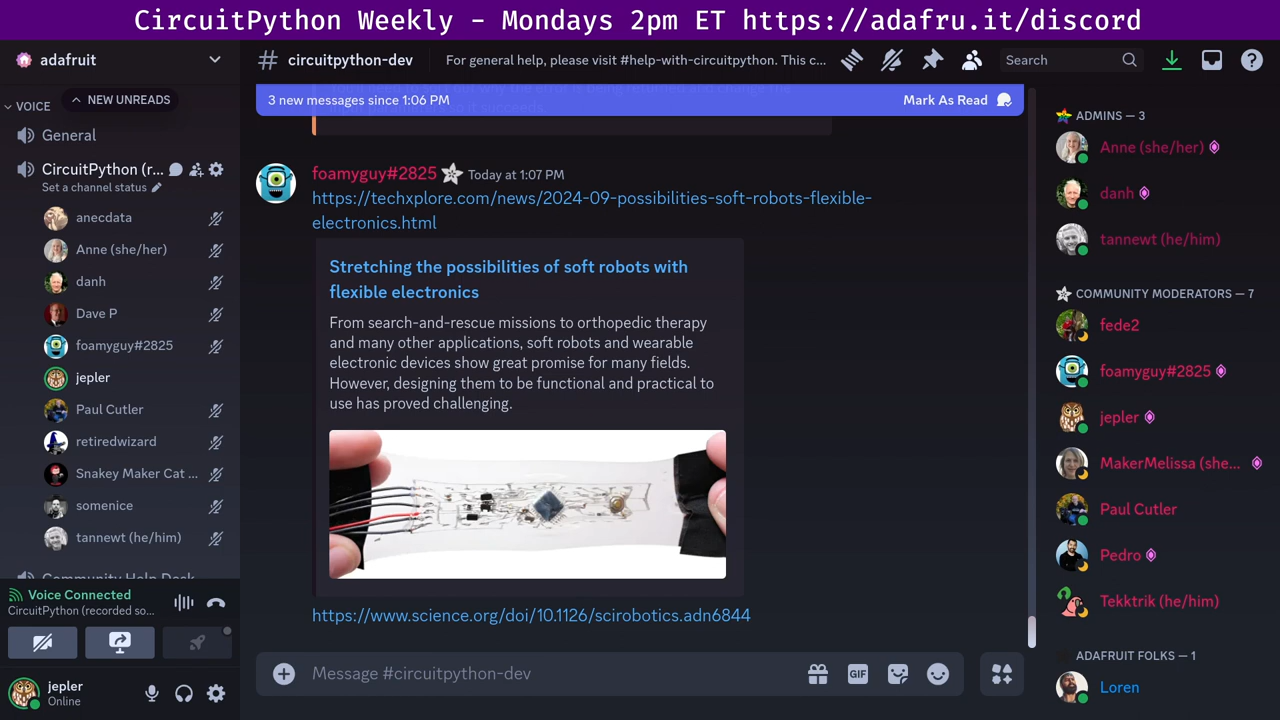 CircuitPython Weekly - Mondays 2pm ET https://adafru.it/discord
adafruit
NEW UNREADS
VOICE
General
CircuitPython (r...
Set a channel status
anecdata
Anne (she/her)
danh
Dave P
foamyguy#2825
jepler
Paul Cutler
retiredwizard
Snakey Maker Cat ...
somenice
tannewt (he/him)
Community Help Desk
Voice Connected
CircuitPython (recorded so...
jepler
Online
# circuitpython-dev
For general help, please visit #help-with-circuitpython. This c...
Search
3 new messages since 1:06 PM
Mark As Read
foamyguy#2825 Today at 1:07 PM
https://techxplore.com/news/2024-09-possibilities-soft-robots-flexible-
electronics.html
Stretching the possibilities of soft robots with
flexible electronics
From search-and-rescue missions to orthopedic therapy
and many other applications, soft robots and wearable
electronic devices show great promise for many fields.
However, designing them to be functional and practical to
use has proved challenging.
https://www.science.org/doi/10.1126/scirobotics.adn6844
Message #circuitpython-dev
GIF
ADMINS — 3
Anne (she/her)
danh
tannewt (he/him)
COMMUNITY MODERATORS — 7
fede2
foamyguy#2825
jepler
MakerMelissa (she...
Paul Cutler
Pedro
Tekktrik (he/him)
ADAFRUIT FOLKS — 1
Loren